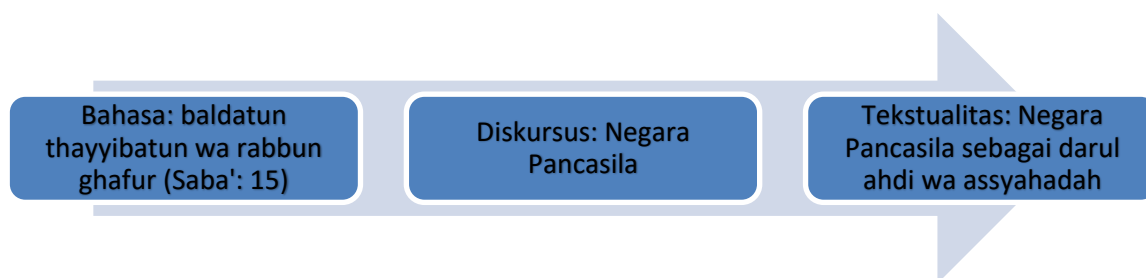 Bahasa: baldatun
thayyibatun wa rabbun
ghafur (Saba': 15)
Diskursus: Negara
Pancasila
Tekstualitas: Negara
Pancasila sebagai darul
ahdi wa assyahadah